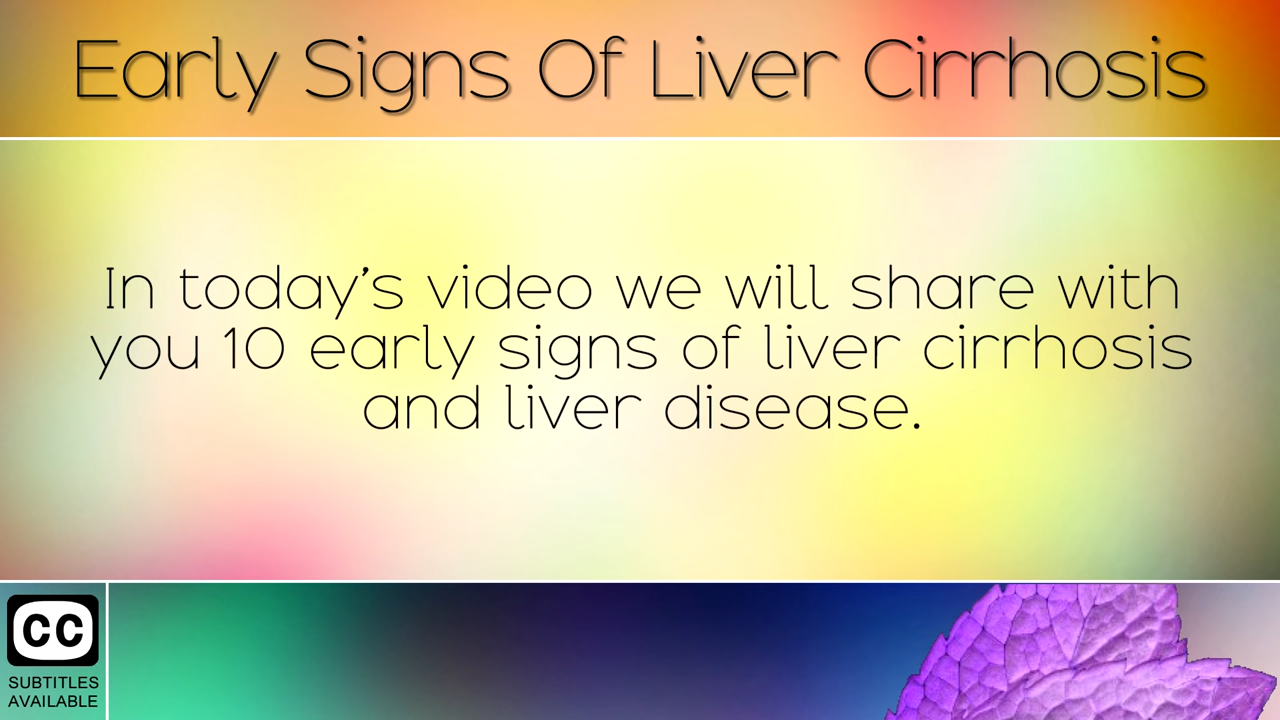 Early Signs Of Liver Cirrhosis
In today's video we will share with
you 10 early signs of liver cirrhosis
and liver disease.
CC
SUBTITLES
AVAILABLE